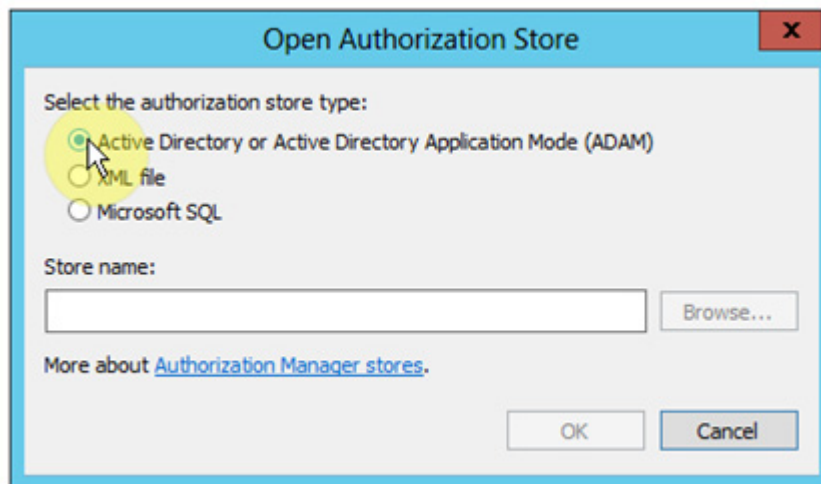 Open Authorization Store
x
Select the authorization store type:
Active Directory or Active Directory Application Mode (ADAM)
XML file
Microsoft SQL
Store name:
Browse...
More about Authorization Manager stores.
OK
Cancel